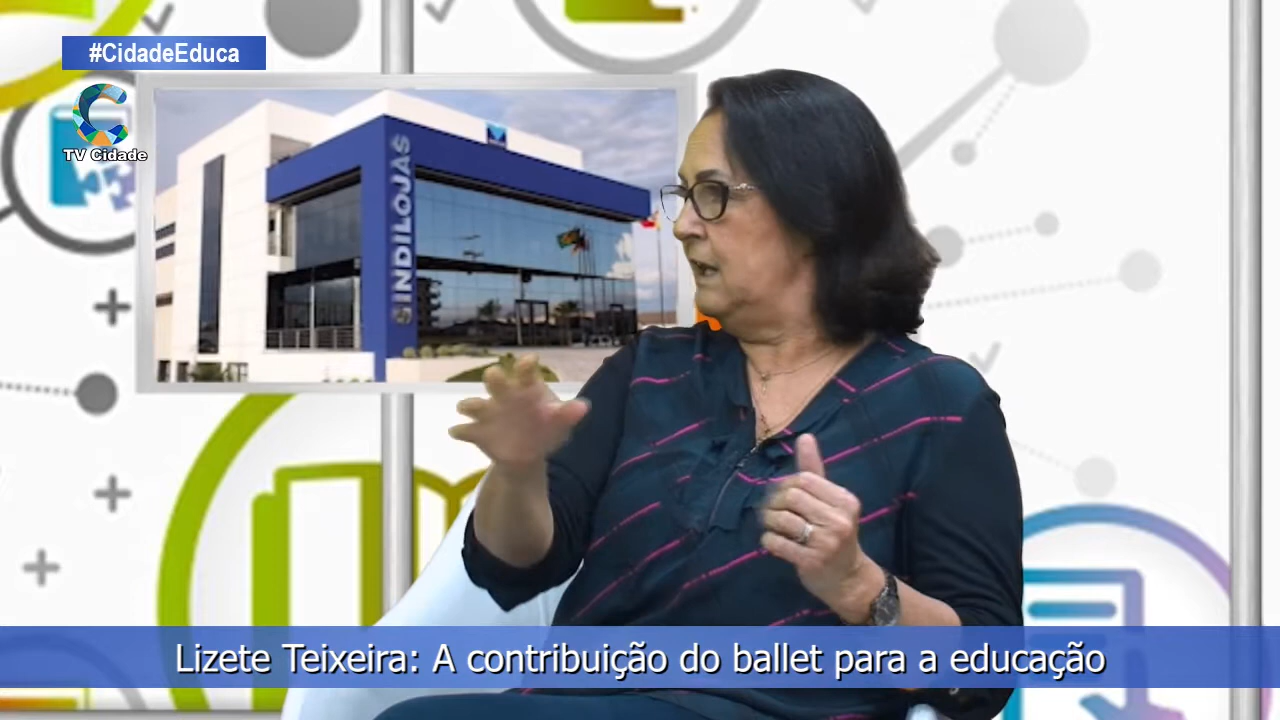 #CidadeEduca
TV Cidade
SINDILOJAS
Lizete Teixeira: A contribuição do ballet para a educação